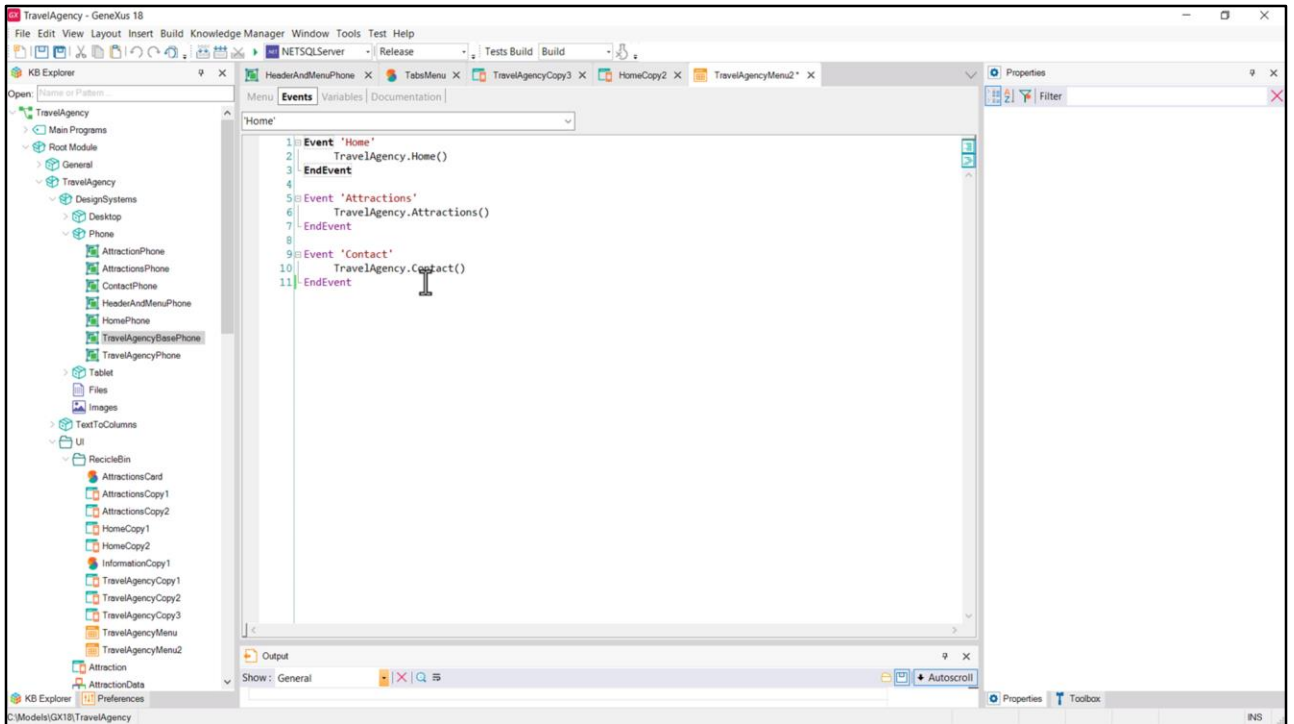 TravelAgency - GeneXus 18
File Edit View Layout Insert Build Knowledge Manager Window Tools Test Help
NETSQLServer Release Tests Build Build
KB Explorer
Open: Name or Pattern...
TravelAgency
Main Programs
Root Module
General
TravelAgency
DesignSystems
Desktop
Phone
AttractionPhone
AttractionsPhone
ContactPhone
HeaderAndMenuPhone
HomePhone
TravelAgencyBasePhone
TravelAgencyPhone
Tablet
Files
Images
TextToColumns
UI
RecicleBin
AttractionsCard
AttractionsCopy1
AttractionsCopy2
HomeCopy1
HomeCopy2
InformationCopy1
TravelAgencyCopy1
TravelAgencyCopy2
TravelAgencyCopy3
TravelAgencyMenu
TravelAgencyMenu2
Attraction
AttractionData
KB Explorer Preferences
HeaderAndMenuPhone TabsMenu TravelAgencyCopy3 HomeCopy2 TravelAgencyMenu2*
Menu Events Variables Documentation
'Home'
1 Event 'Home'
2 TravelAgency.Home()
3 EndEvent
4
5 Event 'Attractions'
6 TravelAgency.Attractions()
7 EndEvent
8
9 Event 'Contact'
10 TravelAgency.Contact()
11 EndEvent
Output
Show: General Autoscroll
Properties
Filter
Properties Toolbox
C:\Models\GX18\TravelAgency INS